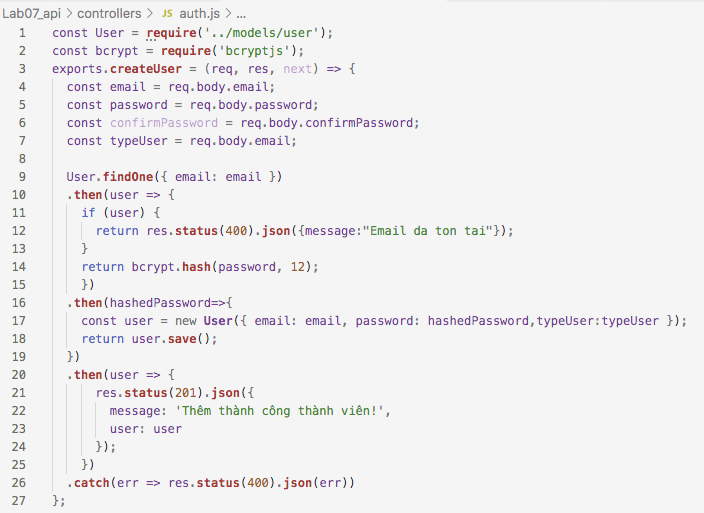 Lab07_api > controllers > JS auth.js > ...
1 const User = require('../models/user');
2 const bcrypt = require('bcryptjs');
3 exports.createUser = (req, res, next) => {
4   const email = req.body.email;
5   const password = req.body.password;
6   const confirmPassword = req.body.confirmPassword;
7   const typeUser = req.body.email;
8
9   User.findOne({ email: email })
10   .then(user => {
11     if (user) {
12       return res.status(400).json({message:"Email da ton tai"});
13     }
14     return bcrypt.hash(password, 12);
15     })
16   .then(hashedPassword=>{
17     const user = new User({ email: email, password: hashedPassword,typeUser:typeUser });
18     return user.save();
19   })
20   .then(user => {
21       res.status(201).json({
22         message: 'Thêm thành công thành viên!',
23         user: user
24       });
25     })
26   .catch(err => res.status(400).json(err))
27 };